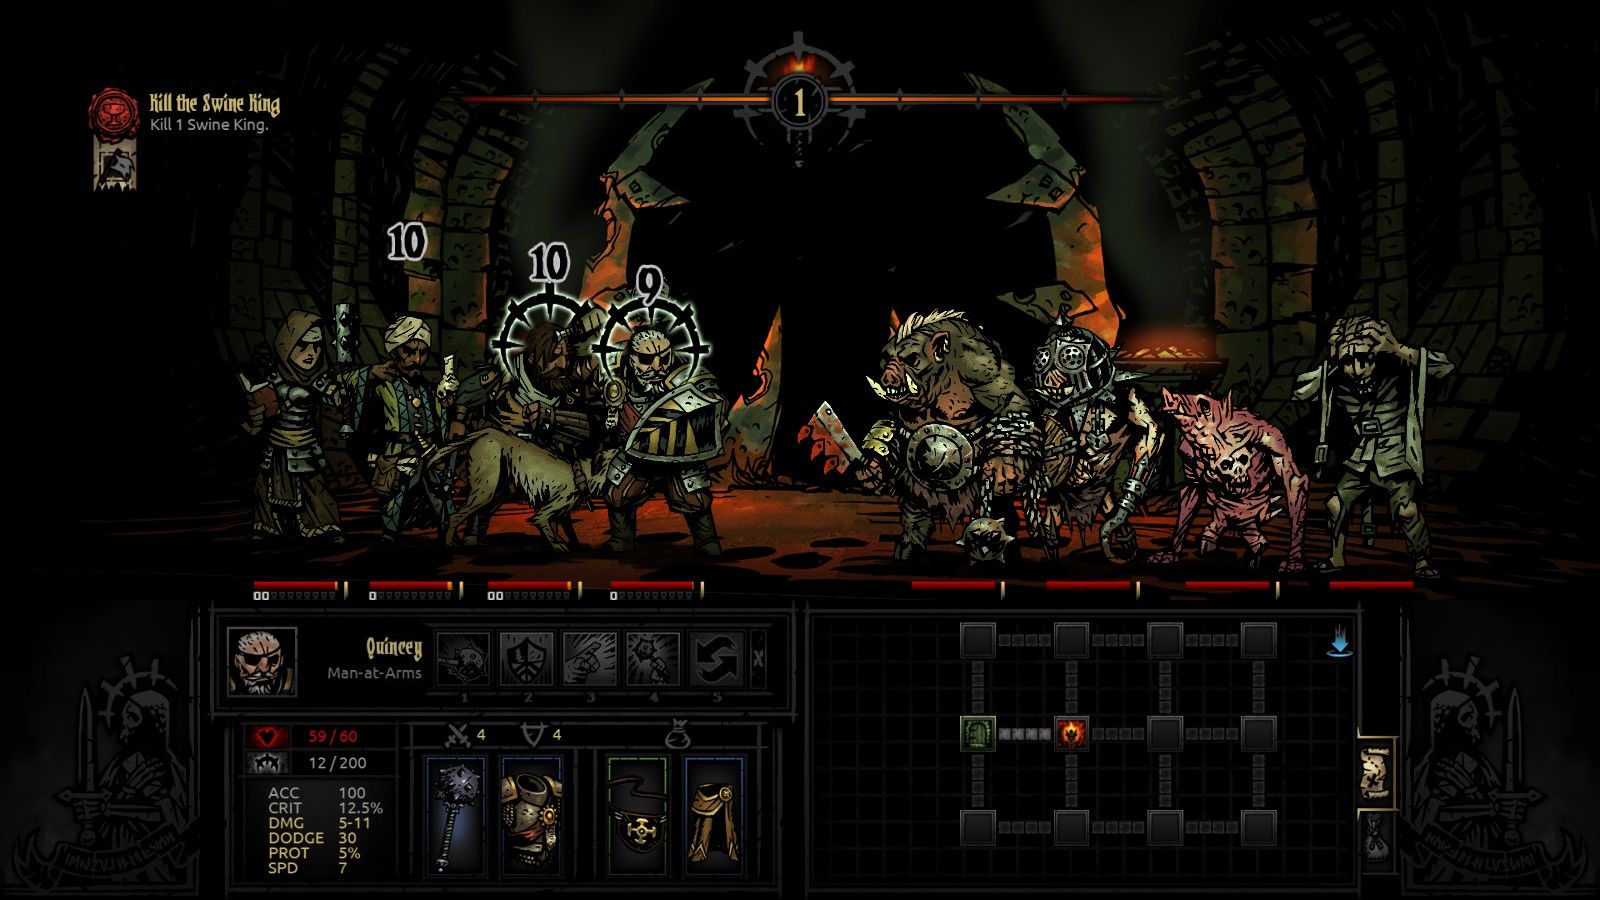 1
Kill the Swine King
Kill 1 Swine King.
10
10
9
Quincey
Man-at-Arms
1 2 3 4 5
59 / 60
12 / 200
4 4
ACC 100
CRIT 12.5%
DMG 5-11
DODGE 30
PROT 5%
SPD 7